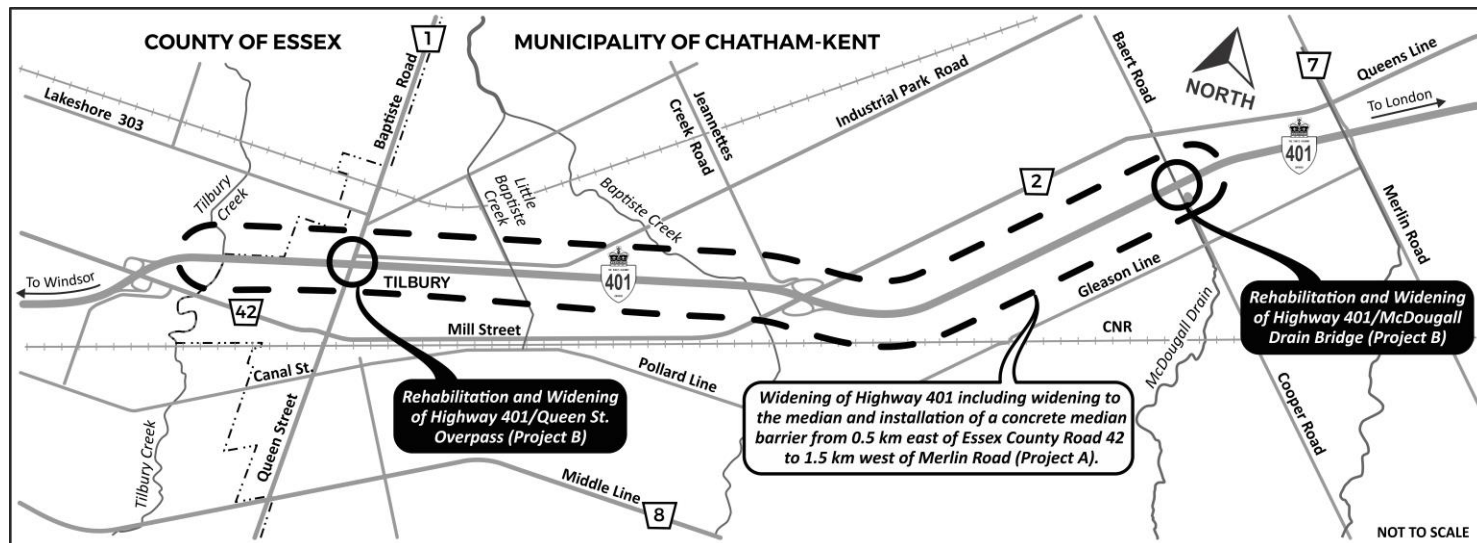 COUNTY OF ESSEX
1
MUNICIPALITY OF CHATHAM-KENT
Baptiste Road
Lakeshore 303
Tilbury
Creek
Little
Baptiste
Creek
Jeannettes
Creek Road
Industrial Park Road
Baptiste Creek
Baert Road
NORTH
7
Queens Line
To London
401
2
Merlin Road
To Windsor
42
TILBURY
401
Mill Street
Gleason Line
CNR
McDougall Drain
Canal St.
Pollard Line
Queen Street
Tilbury Creek
Cooper Road
Middle Line
8
Rehabilitation and Widening
of Highway 401/Queen St.
Overpass (Project B)
Widening of Highway 401 including widening to
the median and installation of a concrete median
barrier from 0.5 km east of Essex County Road 42
to 1.5 km west of Merlin Road (Project A).
Rehabilitation and Widening
of Highway 401/McDougall
Drain Bridge (Project B)
NOT TO SCALE